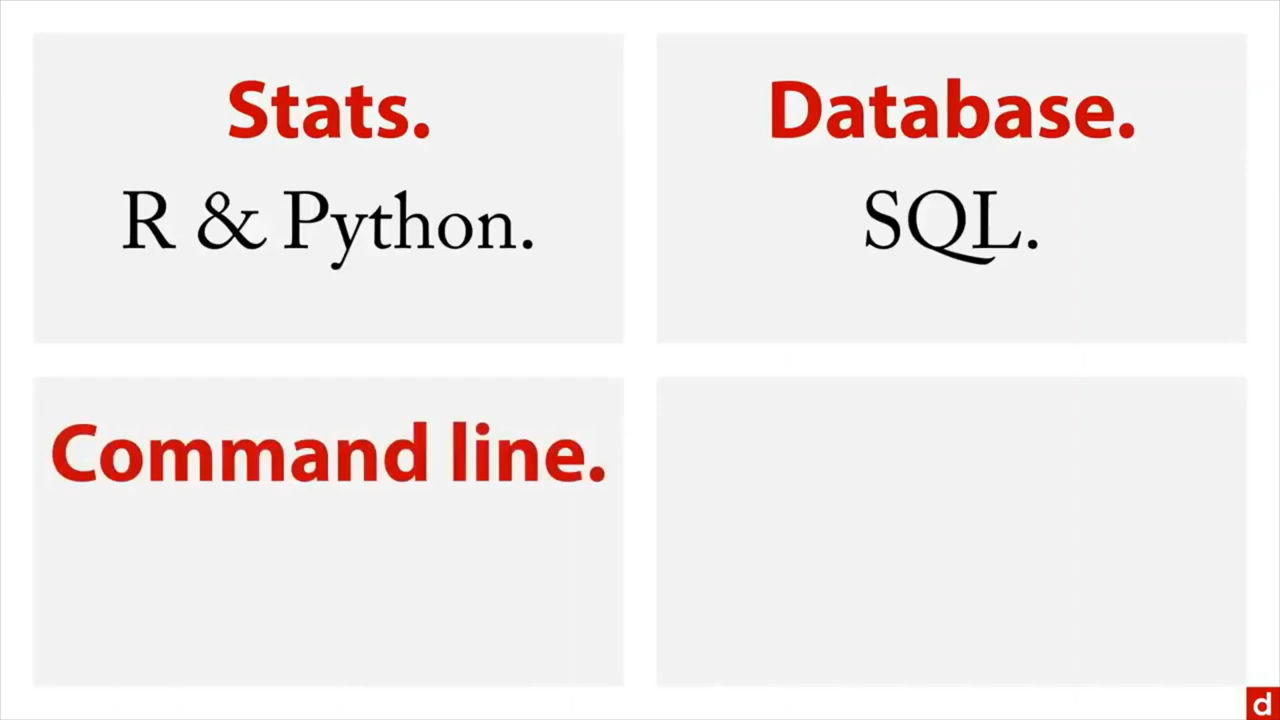 Stats.
R & Python.
Database.
SQL.
Command line.
d